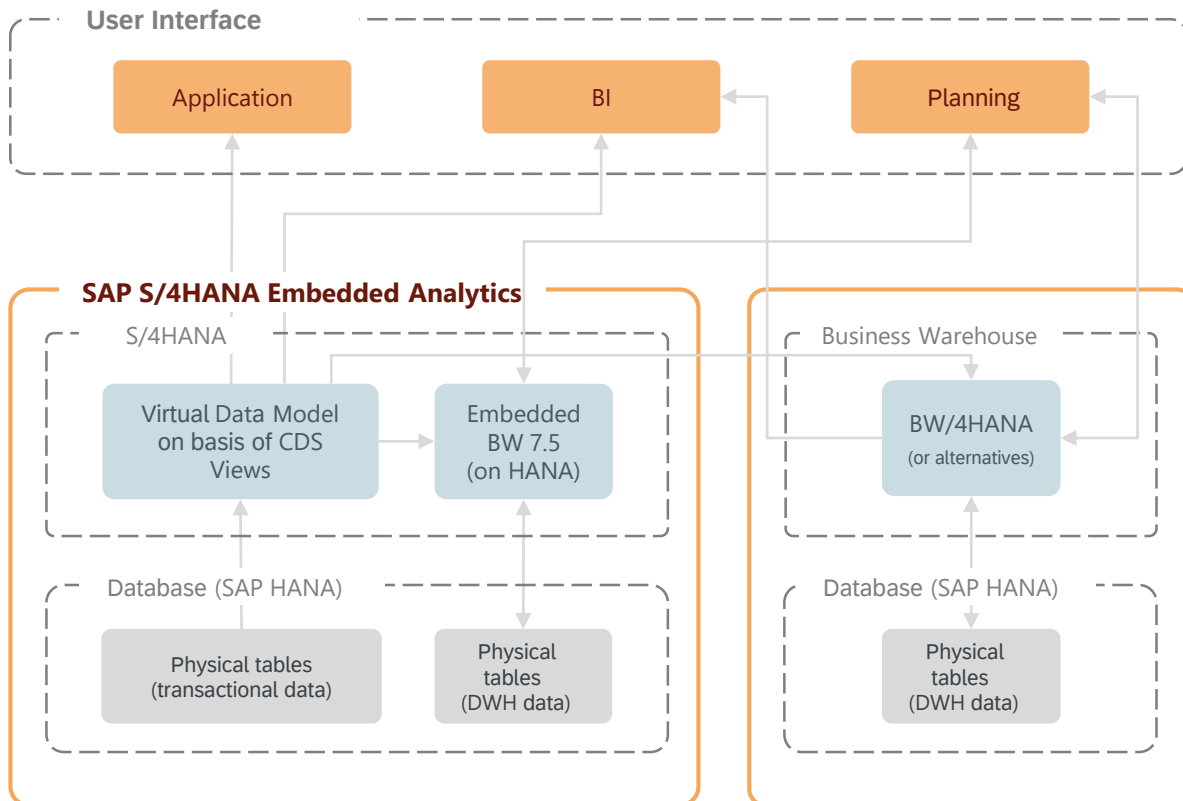 User Interface
Application
BI
Planning
SAP S/4HANA Embedded Analytics
S/4HANA
Business Warehouse
Virtual Data Model
on basis of CDS
Views
Embedded
BW 7.5
(on HANA)
BW/4HANA
(or alternatives)
Database (SAP HANA)
Database (SAP HANA)
Physical tables
(transactional data)
Physical
tables
(DWH data)
Physical
tables
(DWH data)